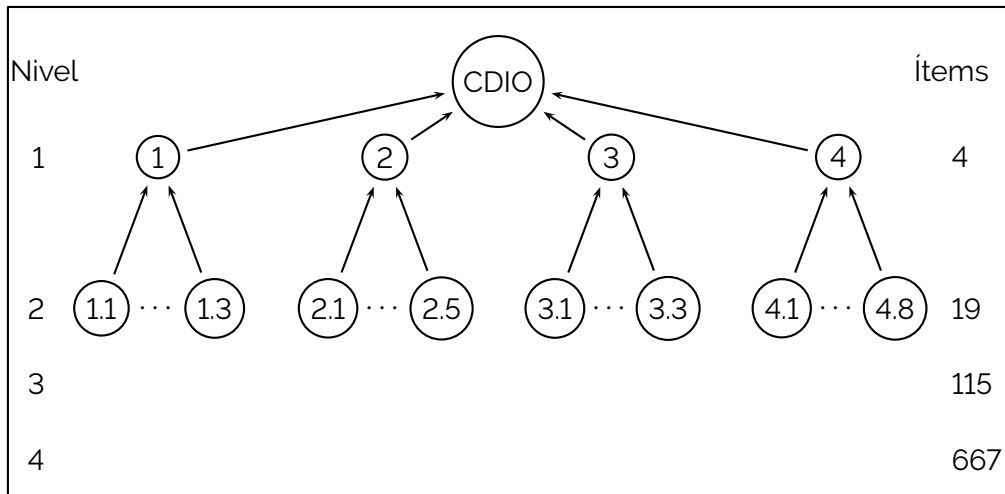 Nivel CDIO Ítems
1 1 2 3 4 4
2 1.1 ··· 1.3 2.1 ··· 2.5 3.1 ··· 3.3 4.1 ··· 4.8 19
3 115
4 667